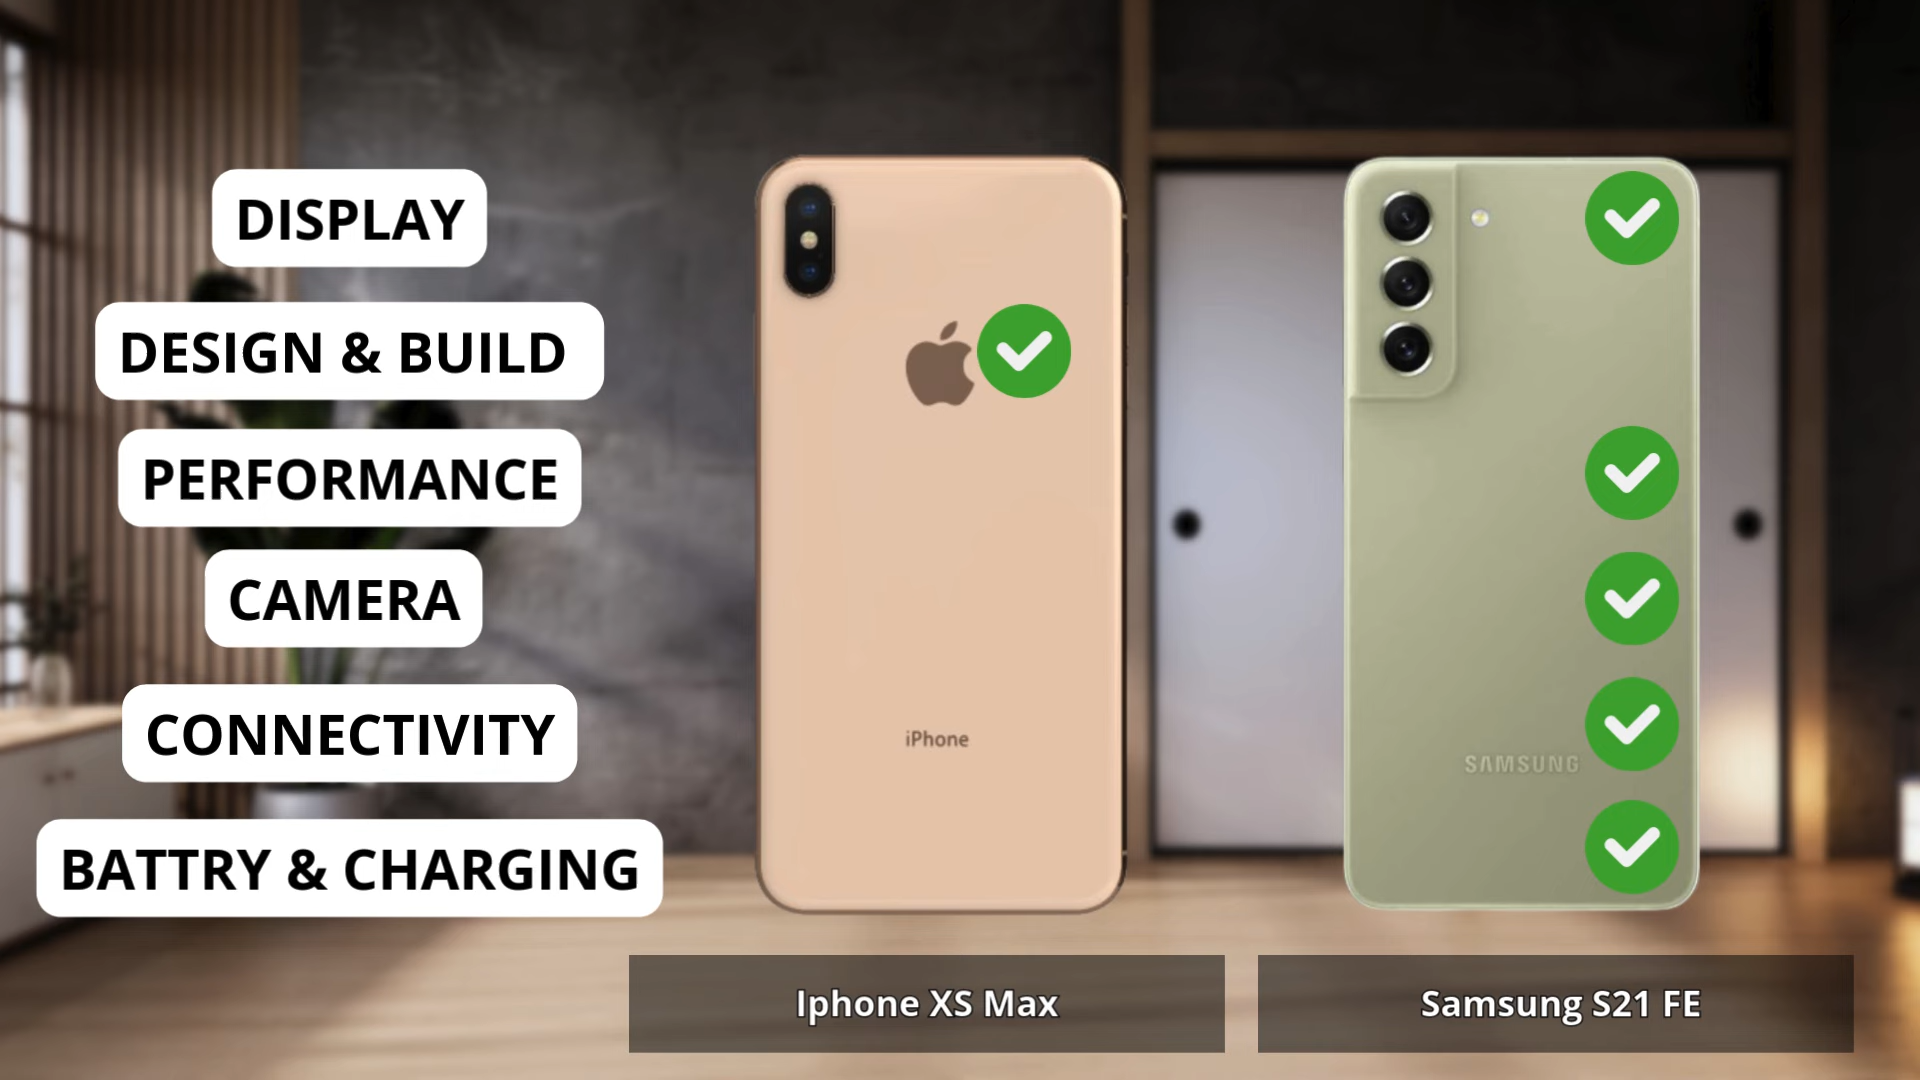 DISPLAY
DESIGN & BUILD
PERFORMANCE
CAMERA
CONNECTIVITY
BATTRY & CHARGING
iPhone
SAMSUNG
Iphone XS Max
Samsung S21 FE